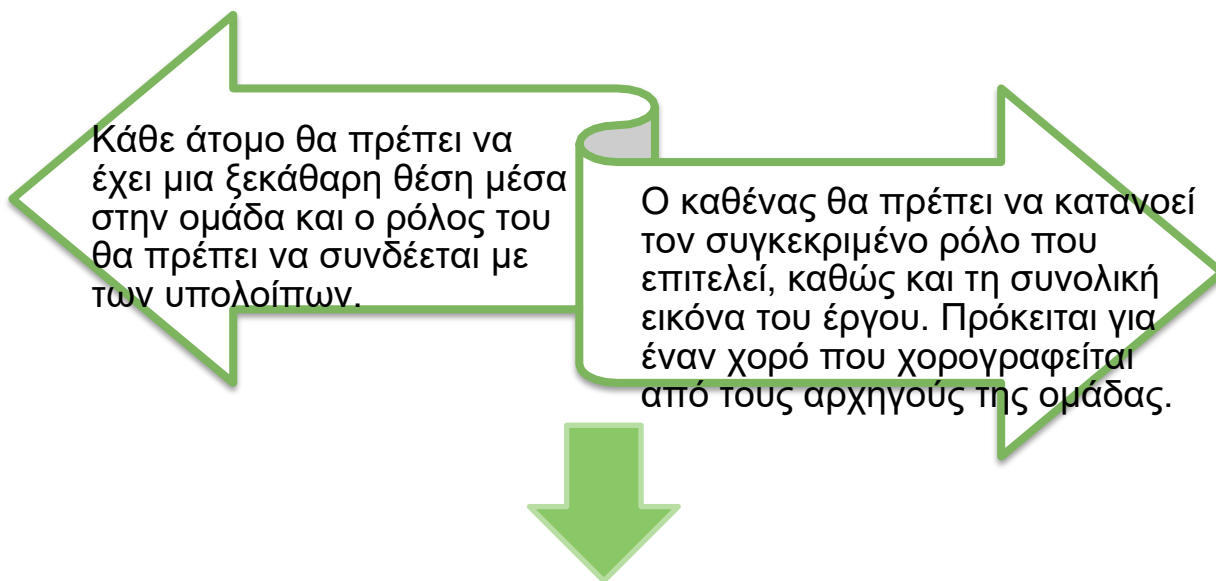 Κάθε άτομο θα πρέπει να
έχει μια ξεκάθαρη θέση μέσα
στην ομάδα και ο ρόλος του
θα πρέπει να συνδέεται με
των υπολοίπων.
Ο καθένας θα πρέπει να κατανοεί
τον συγκεκριμένο ρόλο που
επιτελεί, καθώς και τη συνολική
εικόνα του έργου. Πρόκειται για
έναν χορό που χορογραφείται
από τους αρχηγούς της ομάδας.